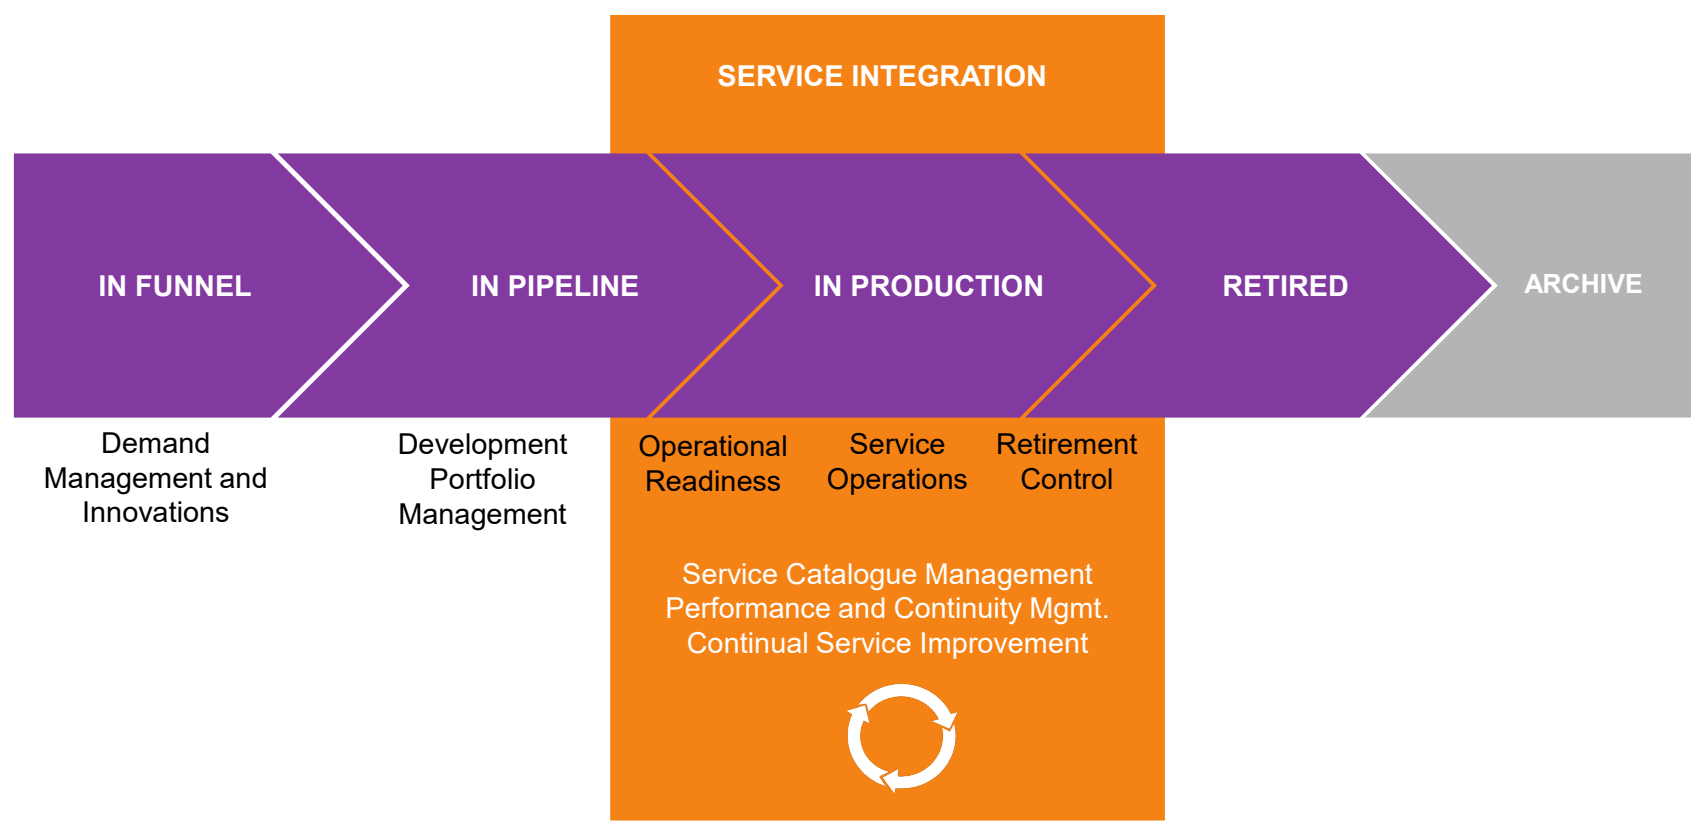 SERVICE INTEGRATION
IN FUNNEL
IN PIPELINE
IN PRODUCTION
RETIRED
ARCHIVE
Demand
Management and
Innovations
Development
Portfolio
Management
Operational
Readiness
Service
Operations
Retirement
Control
Service Catalogue Management
Performance and Continuity Mgmt.
Continual Service Improvement